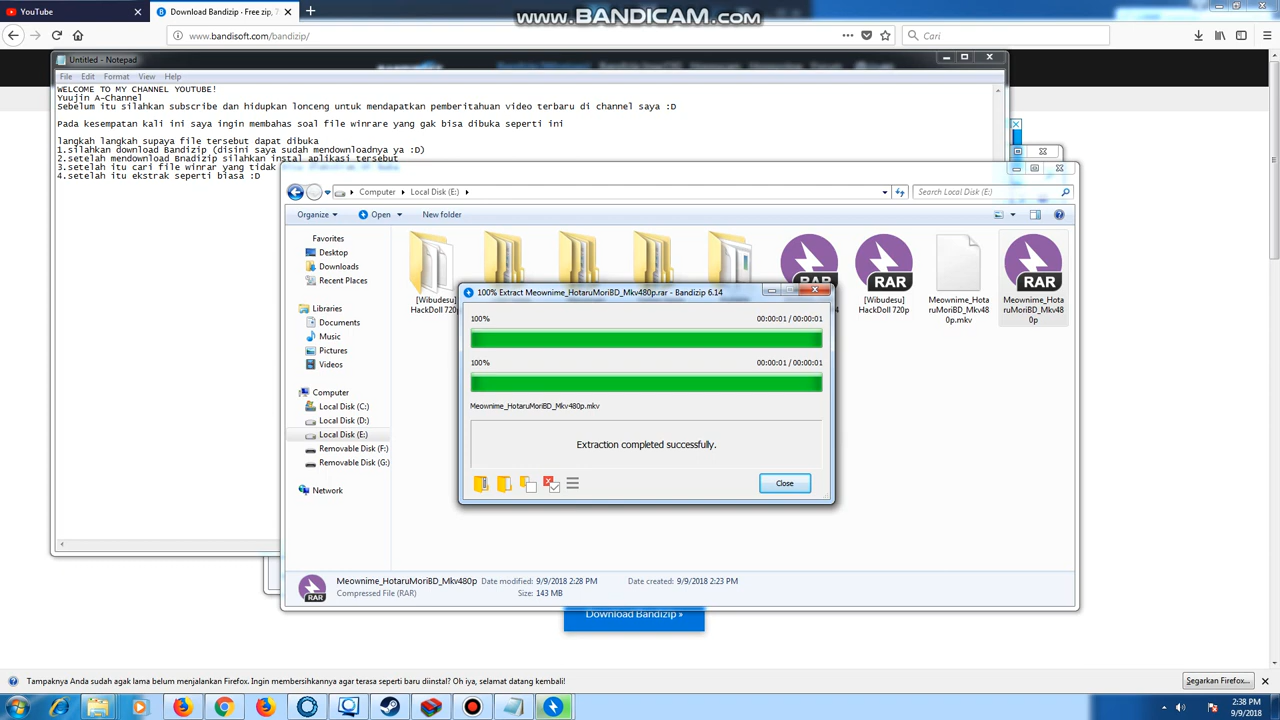 YouTube
Download Bandizip - Free zip, 7
WWW.BANDICAM.COM
www.bandisoft.com/bandizip/
Cari
Untitled - Notepad
File Edit Format View Help
WELCOME TO MY CHANNEL YOUTUBE!
Yuujin A-Channel
Sebelum itu silahkan subscribe dan hidupkan lonceng untuk mendapatkan pemberitahuan video terbaru di channel saya :D
Pada kesempatan kali ini saya ingin membahas soal file winrare yang gak bisa dibuka seperti ini
langkah langkah supaya file tersebut dapat dibuka
1.silahkan download Bandizip (disini saya sudah mendownloadnya ya :D)
2.setelah mendownload Bnadizip silahkan instal aplikasi tersebut
3.setelah itu cari file winrar yang tidak
4.setelah itu ekstrak seperti biasa :D
Computer Local Disk (E:)
Search Local Disk (E:)
Organize Open New folder
Favorites
Desktop
Downloads
Recent Places
Libraries
Documents
Music
Pictures
Videos
Computer
Local Disk (C:)
Local Disk (D:)
Local Disk (E:)
Removable Disk (F:)
Removable Disk (G:)
Network
RAR
RAR
RAR
[Wibudesu]
HackDoll 720p
[Wibudesu]
HackDoll 720p
Meownime_Hota
ruMoriBD_Mkv48
0p.mkv
Meownime_Hota
ruMoriBD_Mkv48
0p
100% Extract Meownime_HotaruMoriBD_Mkv480p.rar - Bandizip 6.14
100% 00:00:01 / 00:00:01
100% 00:00:01 / 00:00:01
Meownime_HotaruMoriBD_Mkv480p.mkv
Extraction completed successfully.
Close
RAR
Meownime_HotaruMoriBD_Mkv480p Date modified: 9/9/2018 2:28 PM Date created: 9/9/2018 2:23 PM
Compressed File (RAR) Size: 143 MB
Download Bandizip »
Tampaknya Anda sudah agak lama belum menjalankan Firefox. Ingin membersihkannya agar terasa seperti baru diinstal? Omong-omong, selamat datang kembali!
Segarkan Firefox...
2:38 PM
9/9/2018